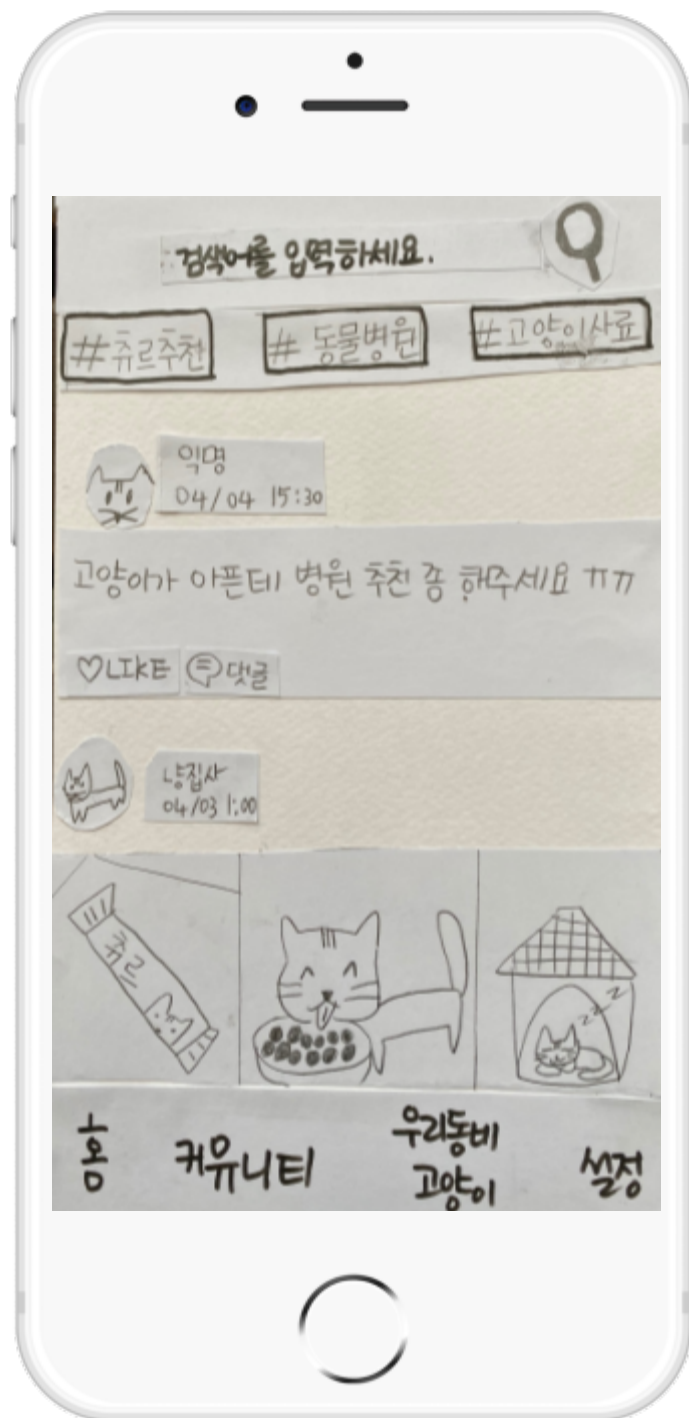 검색어를 입력하세요.
#츄르추천 # 동물병원 #고양이사료
익명
04/04 15:30
고양이가 아픈데 병원 추천 좀 해주세요 ㅠㅠ
♡LIKE 댓글
냥집사
04/03 1:00
츄르
zzz
홈 커뮤니티 우리동네 고양이 설정